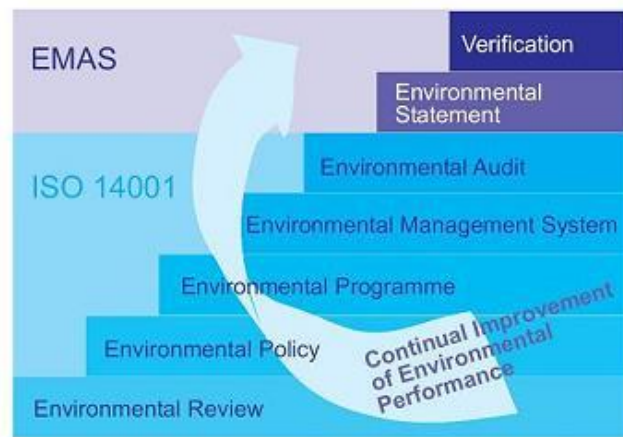 EMAS
Verification
Environmental
Statement
ISO 14001
Environmental Audit
Environmental Management System
Environmental Programme
Environmental Policy
Environmental Review
Continual Improvement
of Environmental
Performance